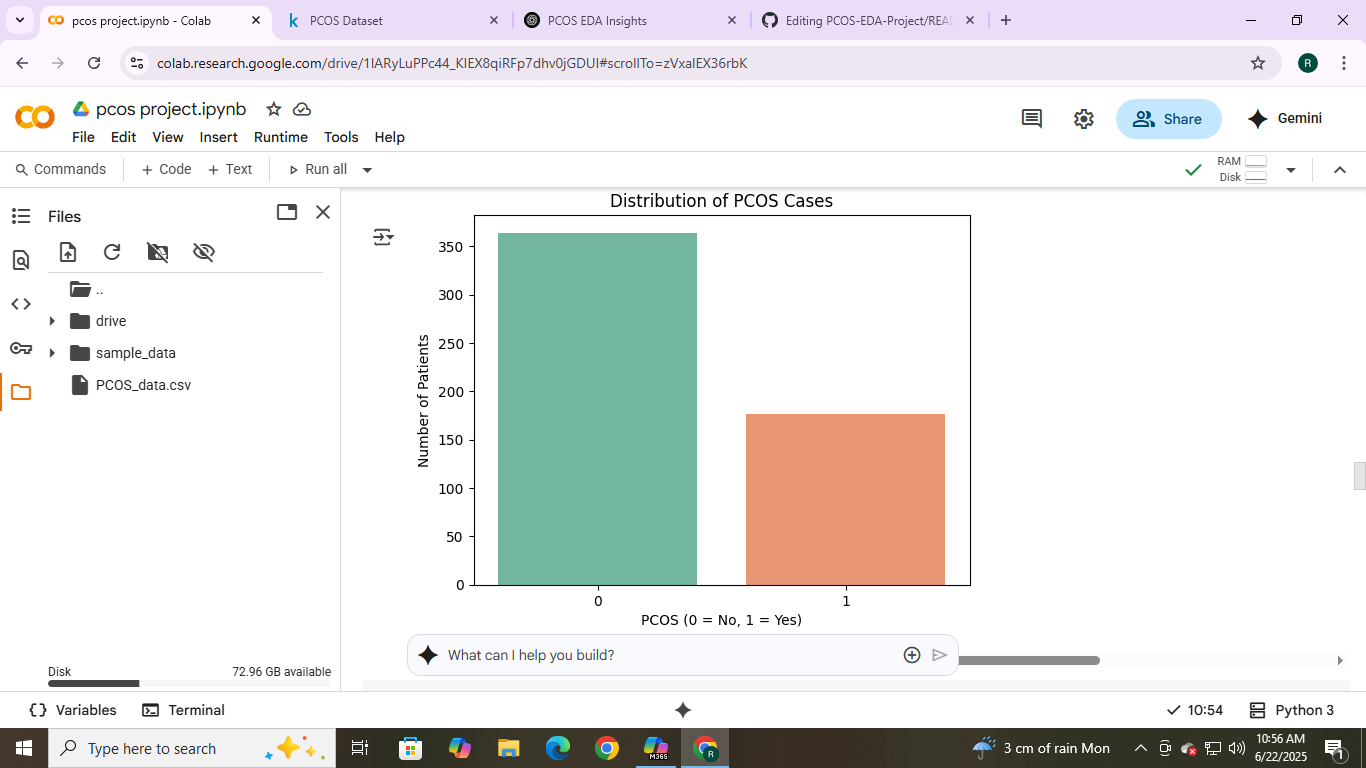 pcos project.ipynb - Colab
PCOS Dataset
PCOS EDA Insights
Editing PCOS-EDA-Project/REA
colab.research.google.com/drive/1IARyLuPPc44_KIEX8qiRFp7dhv0jGDUI#scrollTo=zVxaIEX36rbK
R
pcos project.ipynb
File Edit View Insert Runtime Tools Help
Share
Gemini
Commands
+ Code
+ Text
Run all
RAM
Disk
Files
..
drive
sample_data
PCOS_data.csv
Disk
72.96 GB available
Distribution of PCOS Cases
Number of Patients
350
300
250
200
150
100
50
0
0 1
PCOS (0 = No, 1 = Yes)
What can I help you build?
Variables
Terminal
10:54
Python 3
Type here to search
M365
R
3 cm of rain Mon
10:56 AM
6/22/2025
1